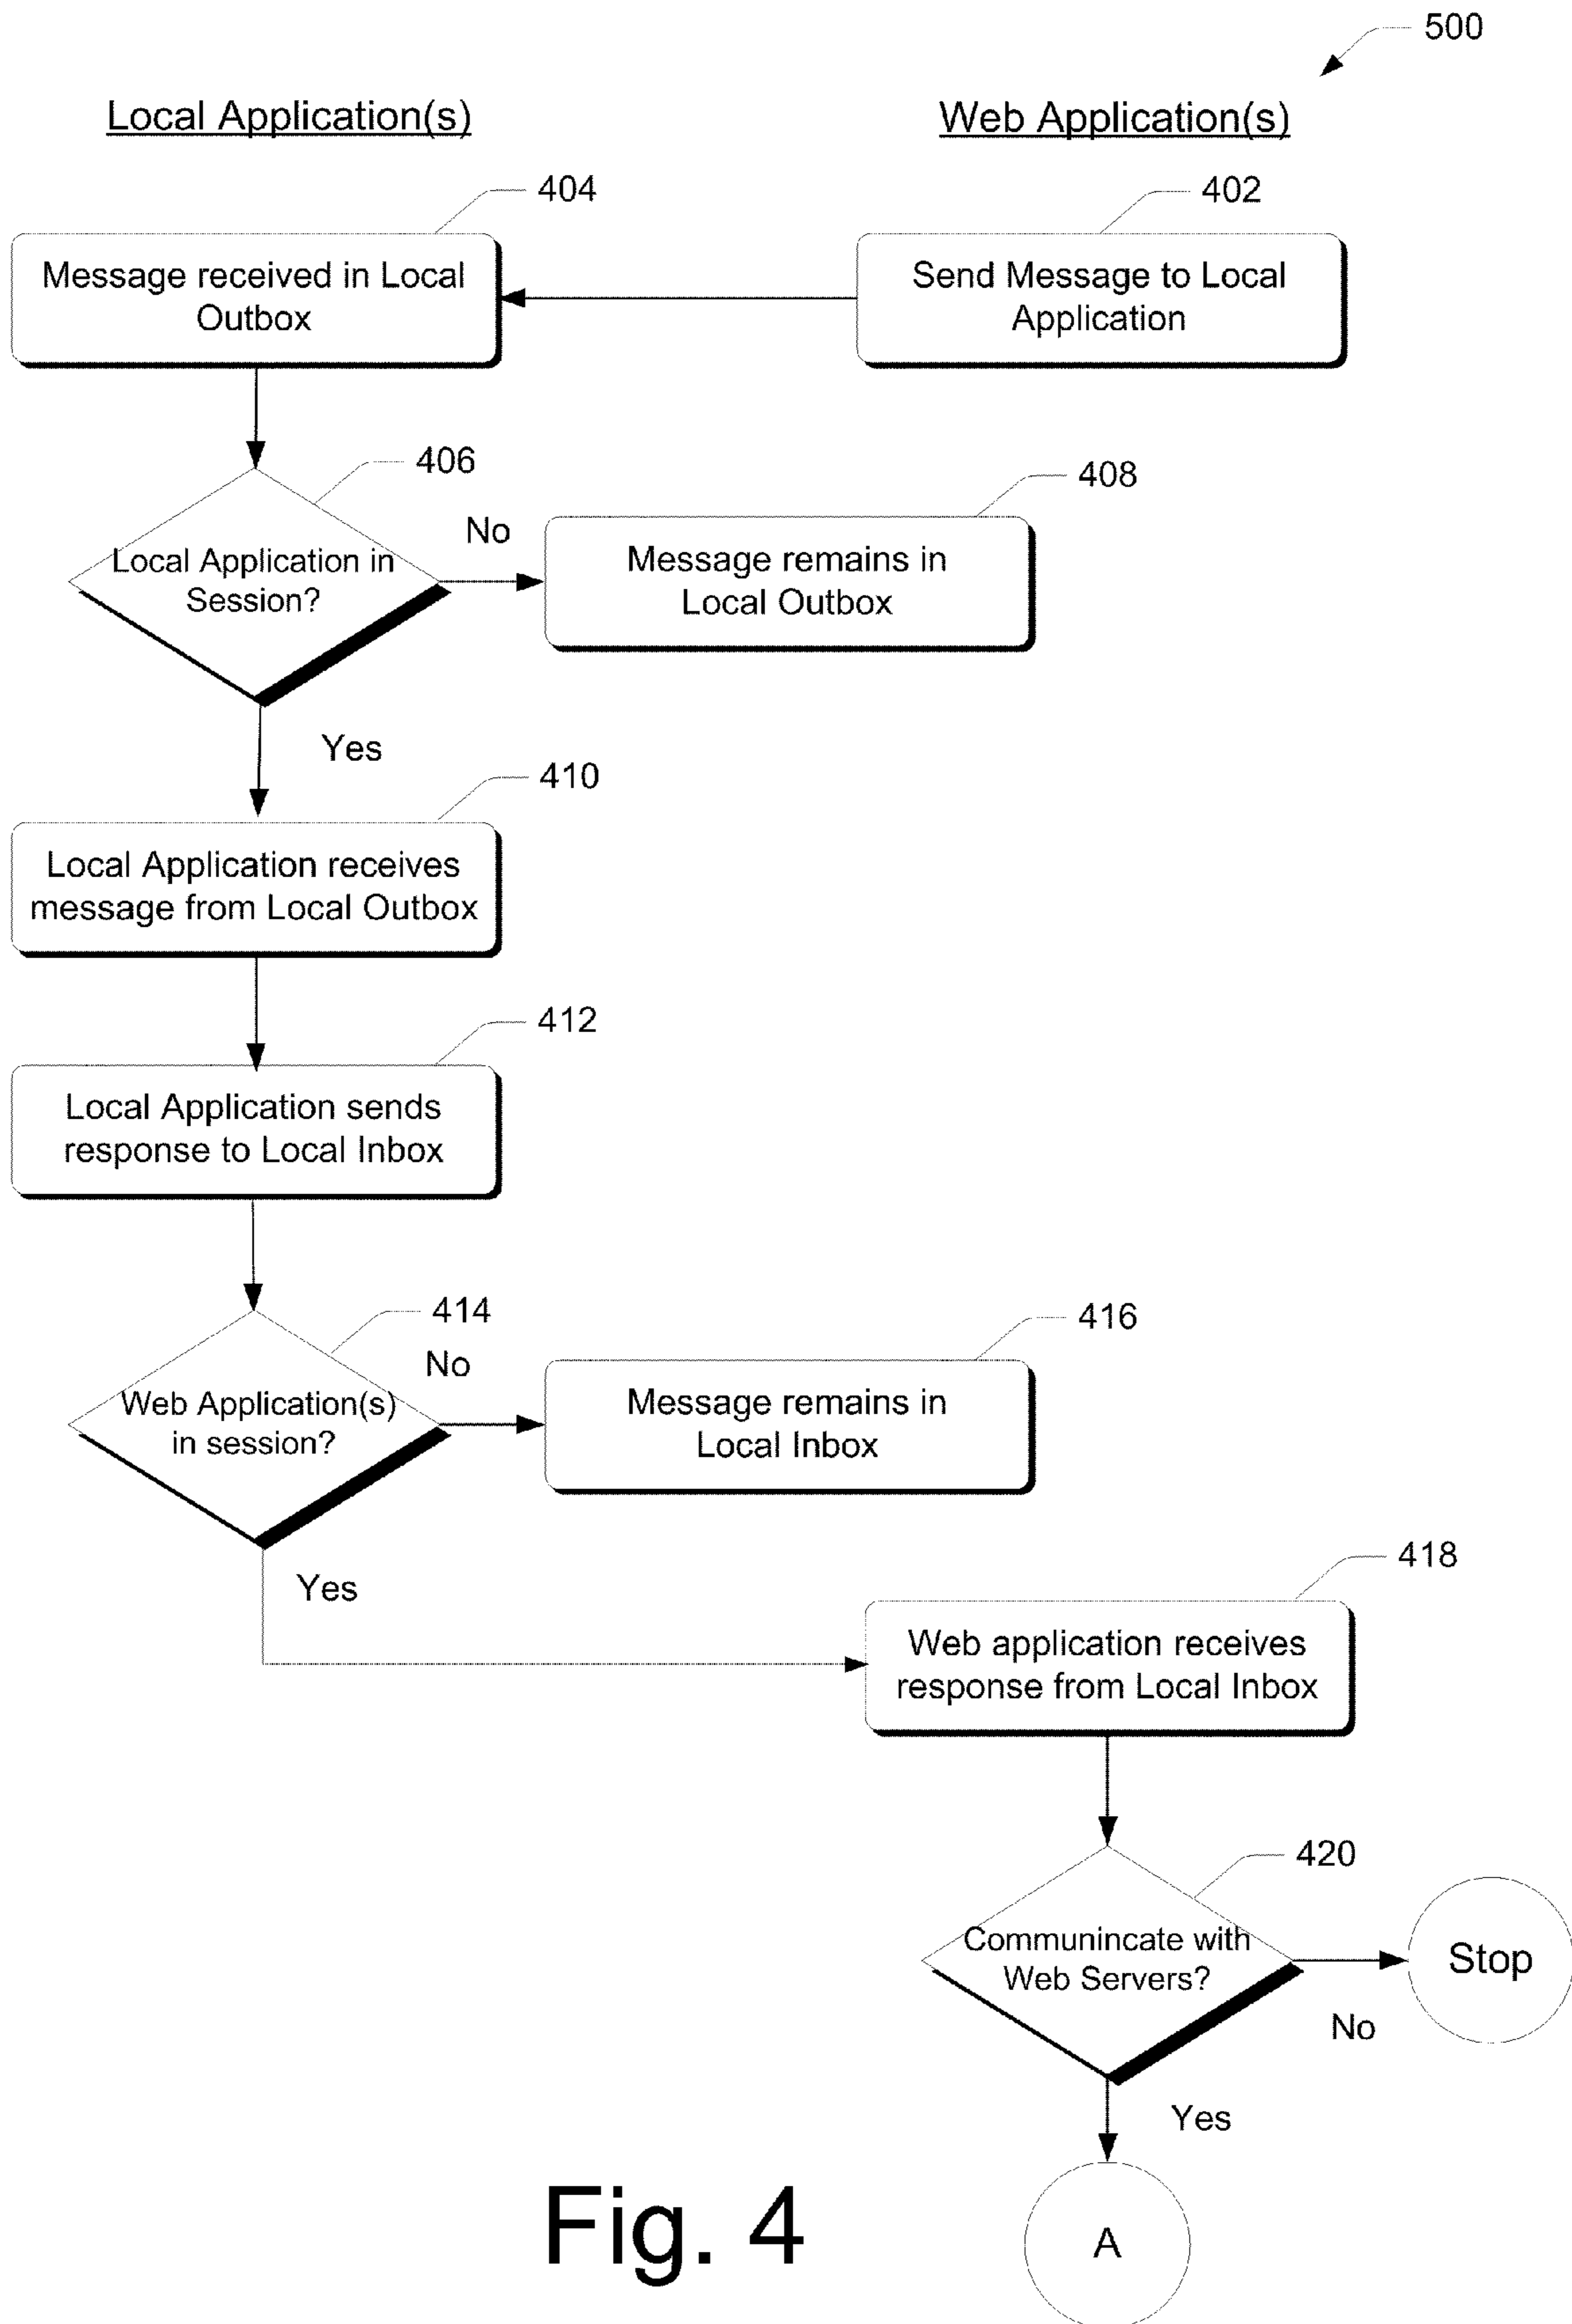 500
Local Application(s)
Web Application(s)
404
402
Message received in Local
Outbox
Send Message to Local
Application
406
408
No
Local Application in
Session?
Message remains in
Local Outbox
Yes
410
Local Application receives
message from Local Outbox
412
Local Application sends
response to Local Inbox
414
416
No
Web Application(s)
in session?
Message remains in
Local Inbox
Yes
418
Web application receives
response from Local Inbox
420
Communincate with
Web Servers?
Stop
No
Yes
A
Fig. 4